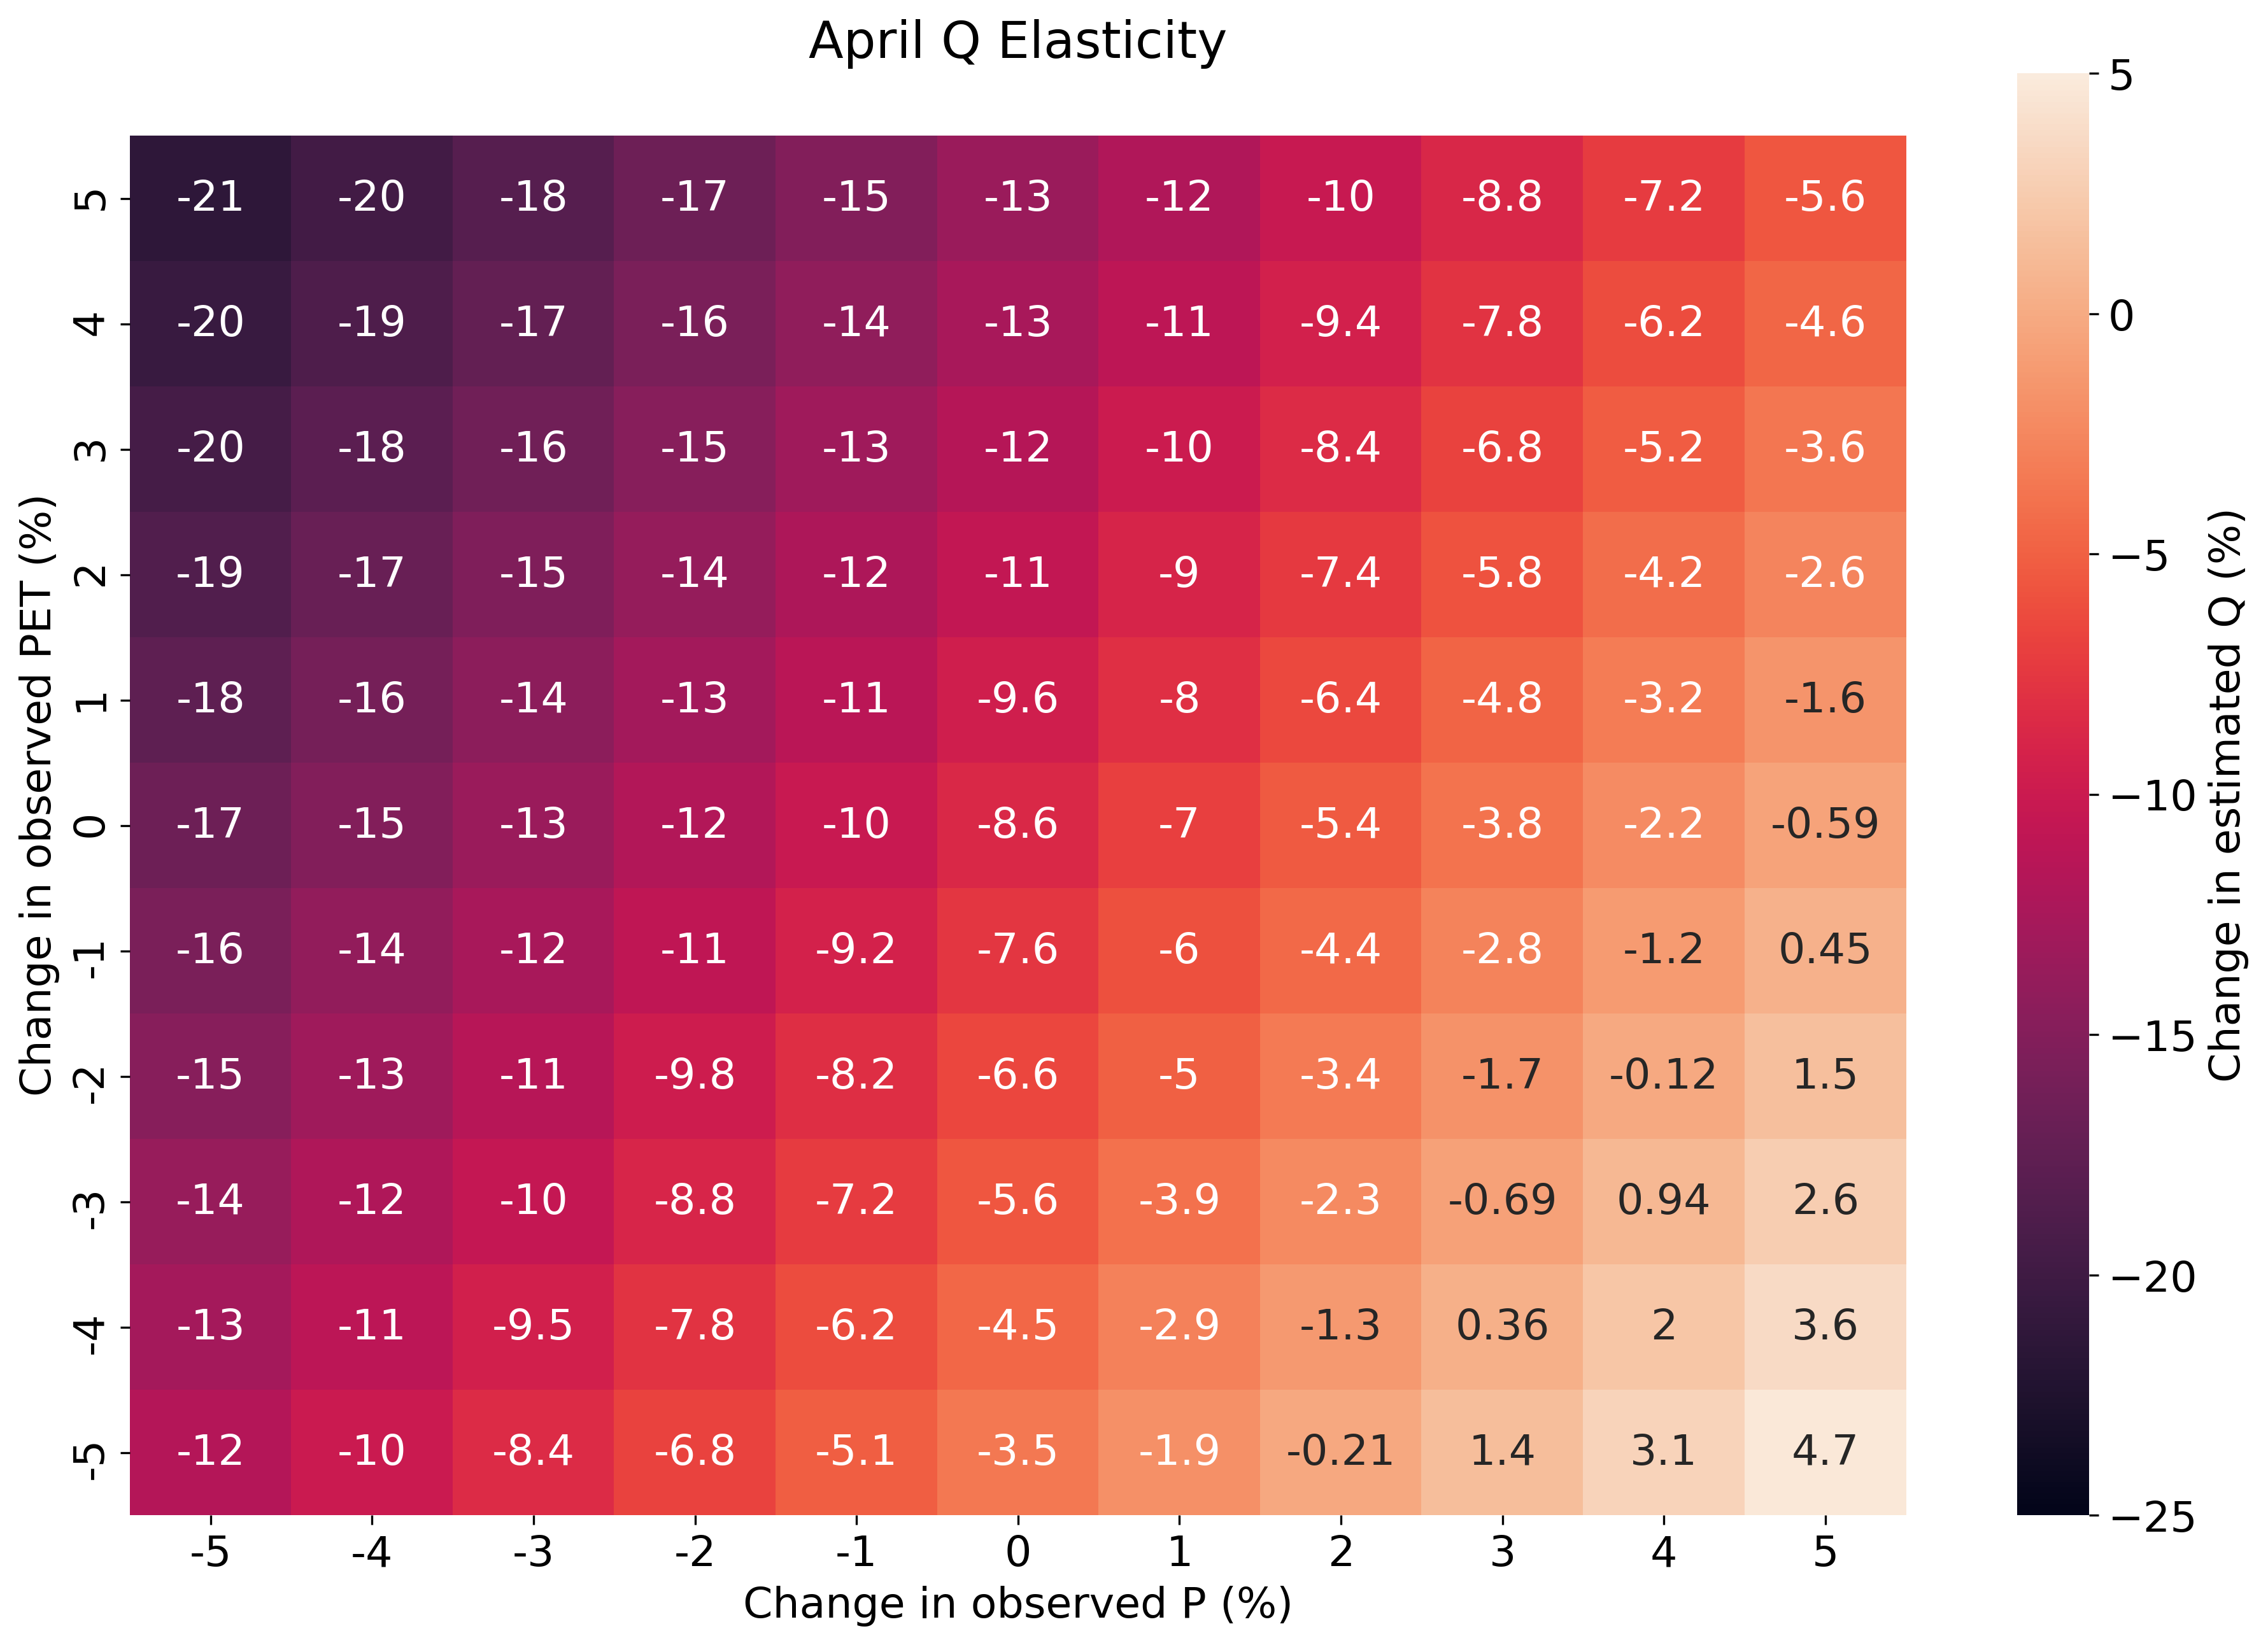 April Q Elasticity
5 -21 -20 -18 -17 -15 -13 -12 -10 -8.8 -7.2 -5.6
4 -20 -19 -17 -16 -14 -13 -11 -9.4 -7.8 -6.2 -4.6
3 -20 -18 -16 -15 -13 -12 -10 -8.4 -6.8 -5.2 -3.6
2 -19 -17 -15 -14 -12 -11 -9 -7.4 -5.8 -4.2 -2.6
1 -18 -16 -14 -13 -11 -9.6 -8 -6.4 -4.8 -3.2 -1.6
0 -17 -15 -13 -12 -10 -8.6 -7 -5.4 -3.8 -2.2 -0.59
-1 -16 -14 -12 -11 -9.2 -7.6 -6 -4.4 -2.8 -1.2 0.45
-2 -15 -13 -11 -9.8 -8.2 -6.6 -5 -3.4 -1.7 -0.12 1.5
-3 -14 -12 -10 -8.8 -7.2 -5.6 -3.9 -2.3 -0.69 0.94 2.6
-4 -13 -11 -9.5 -7.8 -6.2 -4.5 -2.9 -1.3 0.36 2 3.6
-5 -12 -10 -8.4 -6.8 -5.1 -3.5 -1.9 -0.21 1.4 3.1 4.7
-5 -4 -3 -2 -1 0 1 2 3 4 5
Change in observed P (%)
Change in observed PET (%)
5
0
−5
−10
−15
−20
−25
Change in estimated Q (%)